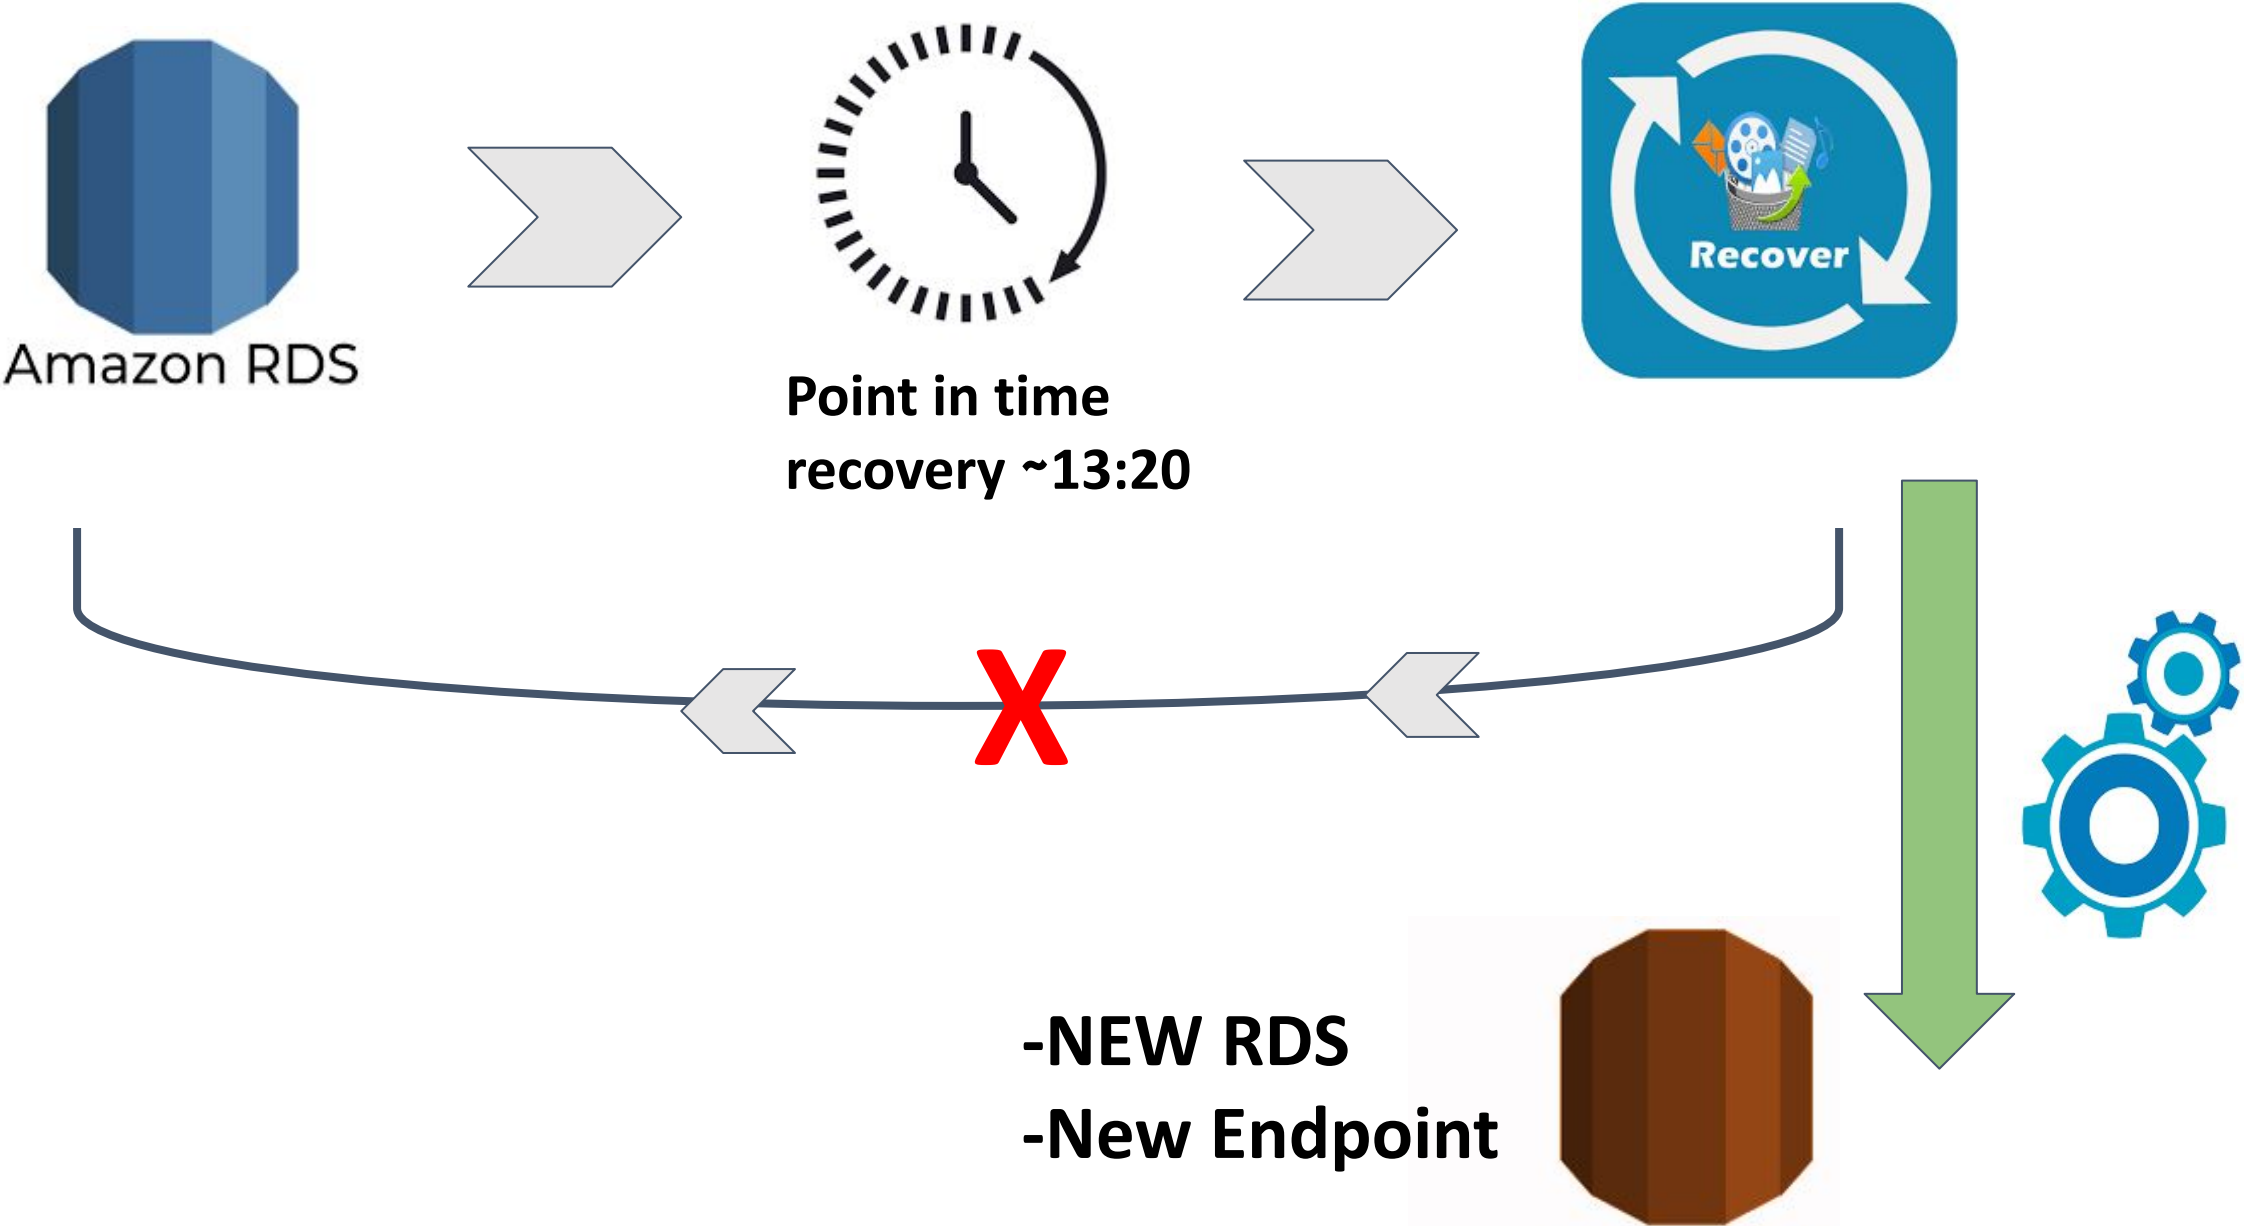 Amazon RDS
Point in time
recovery ~13:20
Recover
X
-NEW RDS
-New Endpoint